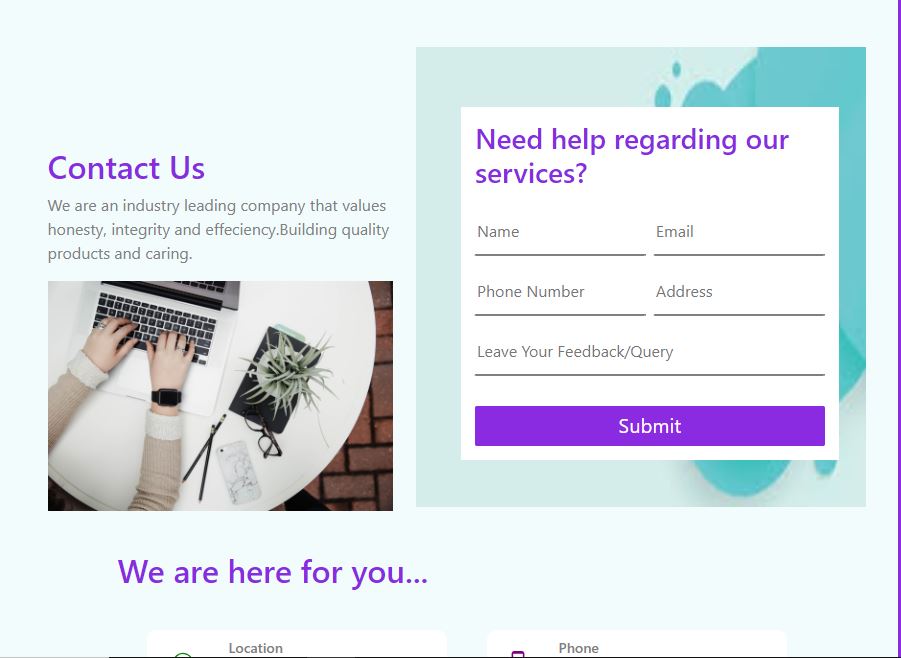 Contact Us
We are an industry leading company that values
honesty, integrity and effeciency.Building quality
products and caring.
Need help regarding our
services?
Name
Email
Phone Number
Address
Leave Your Feedback/Query
Submit
We are here for you...
Location
Phone